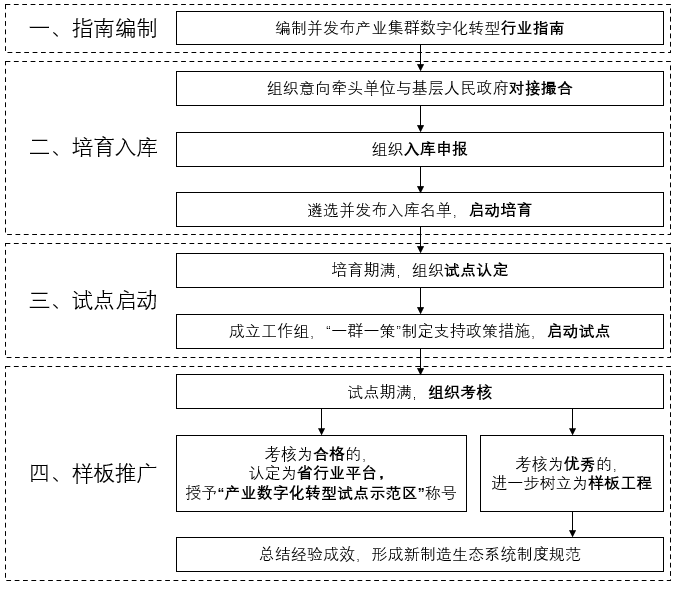 一、指南编制
编制并发布产业集群数字化转型行业指南
二、培育入库
组织意向牵头单位与基层人民政府对接撮合
组织入库申报
遴选并发布入库名单，启动培育
三、试点启动
培育期满，组织试点认定
成立工作组，“一群一策”制定支持政策措施，启动试点
四、样板推广
试点期满，组织考核
考核为合格的，
认定为省行业平台，
授予“产业数字化转型试点示范区”称号
考核为优秀的，
进一步树立为样板工程
总结经验成效，形成新制造生态系统制度规范